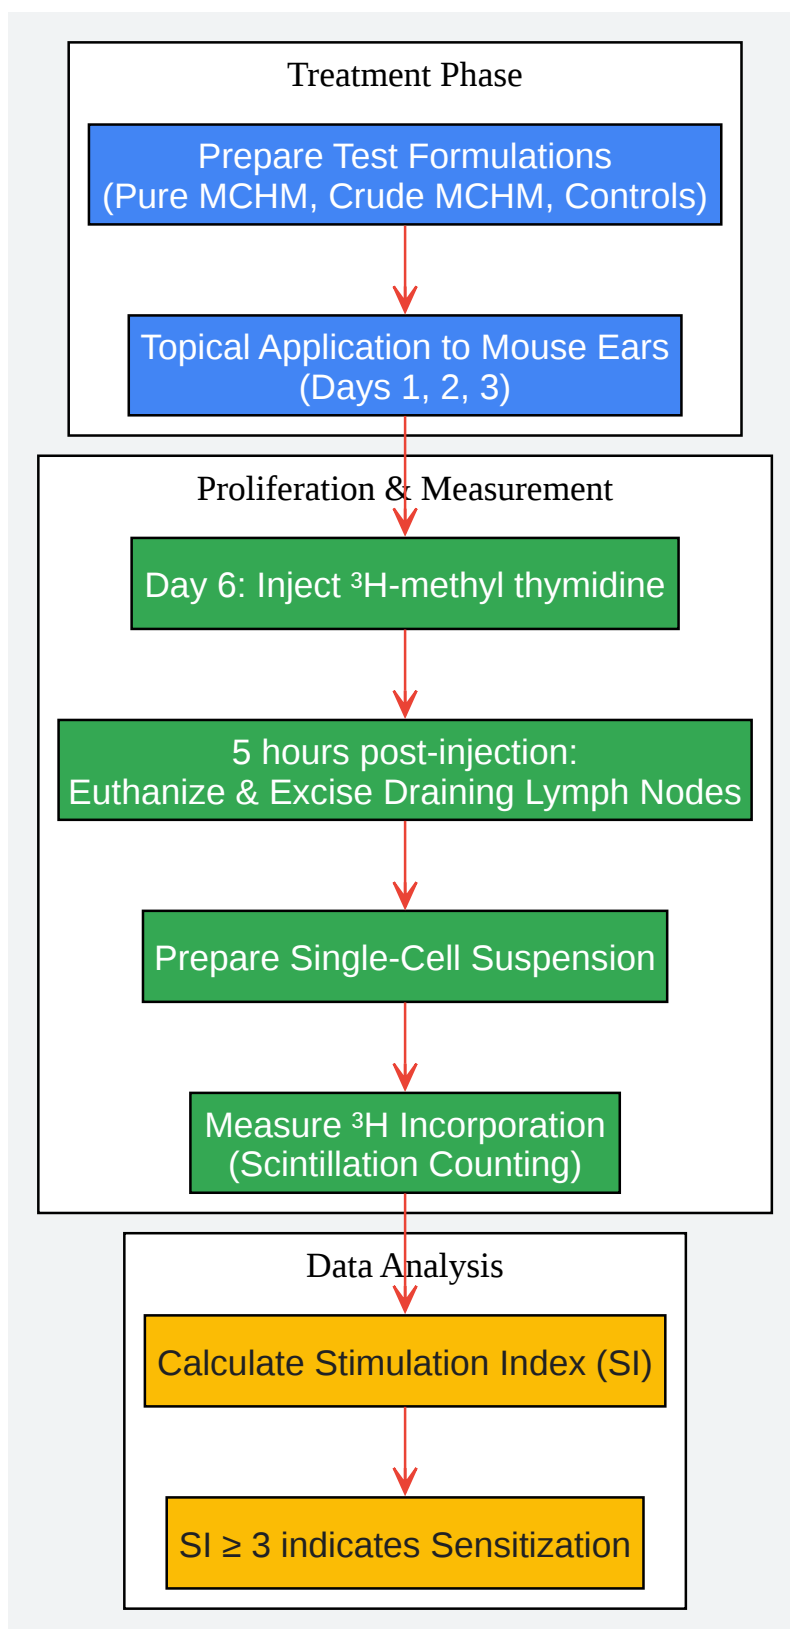 Treatment Phase
Prepare Test Formulations
(Pure MCHM, Crude MCHM, Controls)
Topical Application to Mouse Ears
(Days 1, 2, 3)
Proliferation & Measurement
Day 6: Inject ³H-methyl thymidine
5 hours post-injection:
Euthanize & Excise Draining Lymph Nodes
Prepare Single-Cell Suspension
Measure ³H Incorporation
(Scintillation Counting)
Data Analysis
Calculate Stimulation Index (SI)
SI ≥ 3 indicates Sensitization